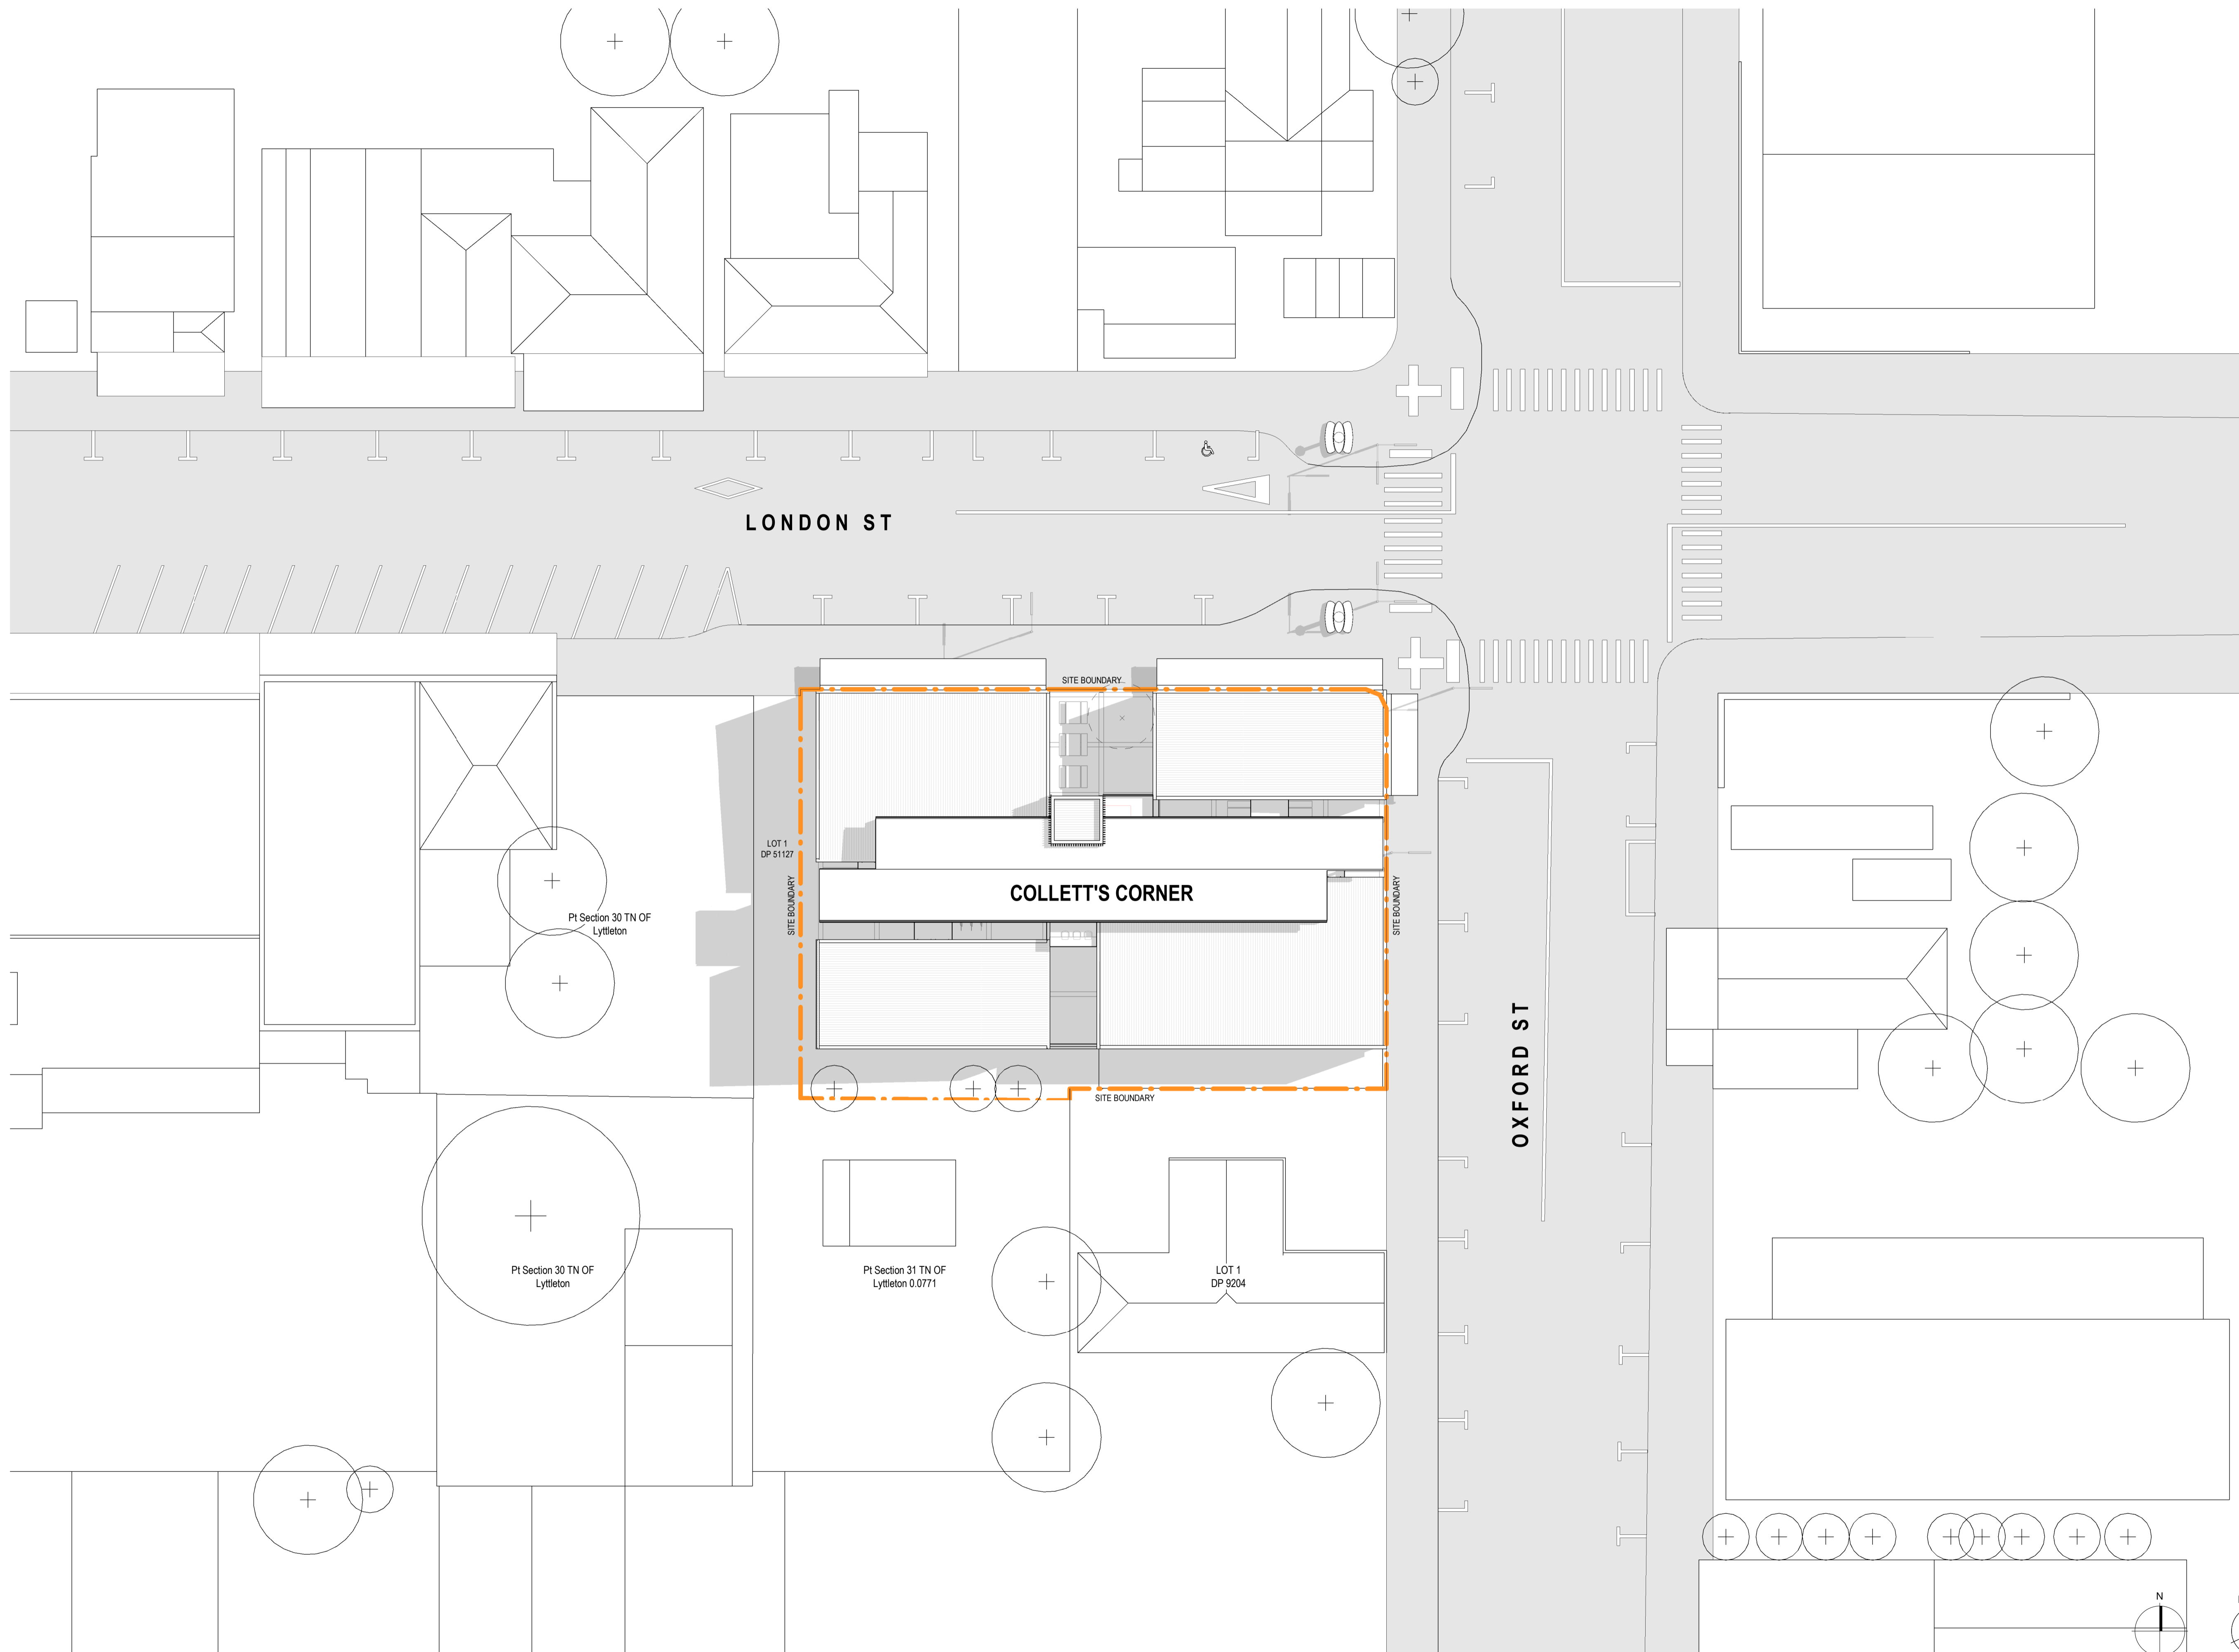 LONDON ST
SITE BOUNDARY
LOT 1
DP 51127
SITE BOUNDARY
COLLETT'S CORNER
SITE BOUNDARY
Pt Section 30 TN OF
Lyttleton
OXFORD ST
SITE BOUNDARY
Pt Section 30 TN OF
Lyttleton
Pt Section 31 TN OF
Lyttleton 0.0771
LOT 1
DP 9204
N